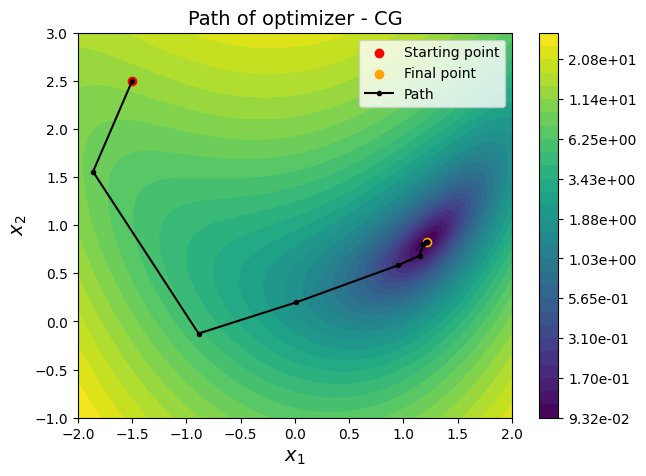 Path of optimizer - CG
Starting point
Final point
Path
3.0
2.5
2.0
1.5
1.0
0.5
0.0
−0.5
−1.0
x₂
−2.0 −1.5 −1.0 −0.5 0.0 0.5 1.0 1.5 2.0
x₁
2.08e+01
1.14e+01
6.25e+00
3.43e+00
1.88e+00
1.03e+00
5.65e-01
3.10e-01
1.70e-01
9.32e-02